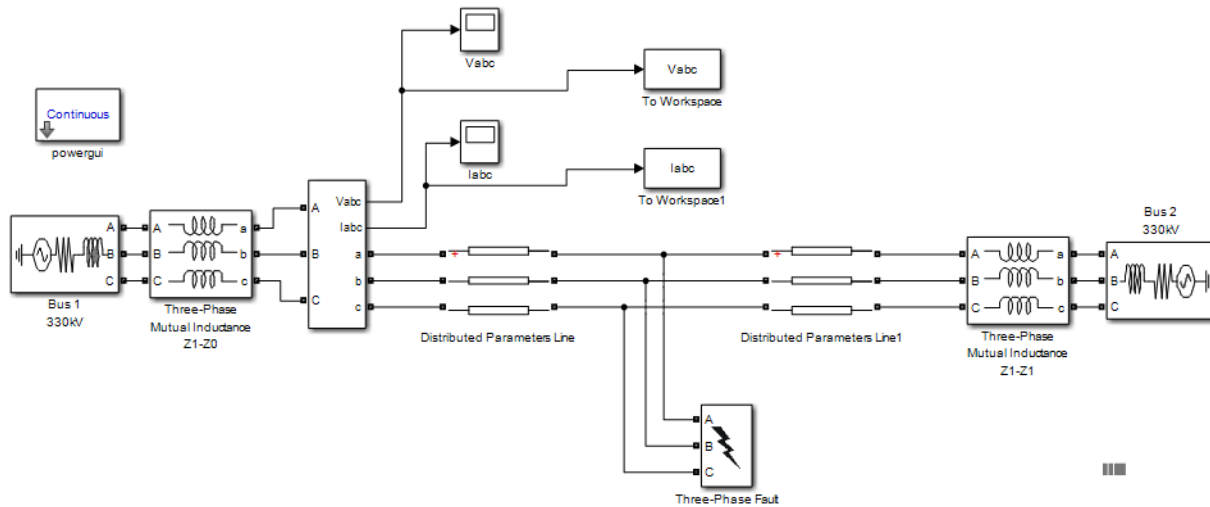 Vabc
Vabc
To Workspace
Continuous
powergui
Iabc
Iabc
To Workspace1
Vabc
Iabc
A
B
C
a
b
c
A
B
C
Bus 1
330kV
A
B
C
a
b
c
Three-Phase
Mutual Inductance
Z1-Z0
+
Distributed Parameters Line
+
Distributed Parameters Line1
A
B
C
a
b
c
Three-Phase
Mutual Inductance
Z1-Z1
Bus 2
330kV
A
B
C
A
B
C
Three-Phase Fault